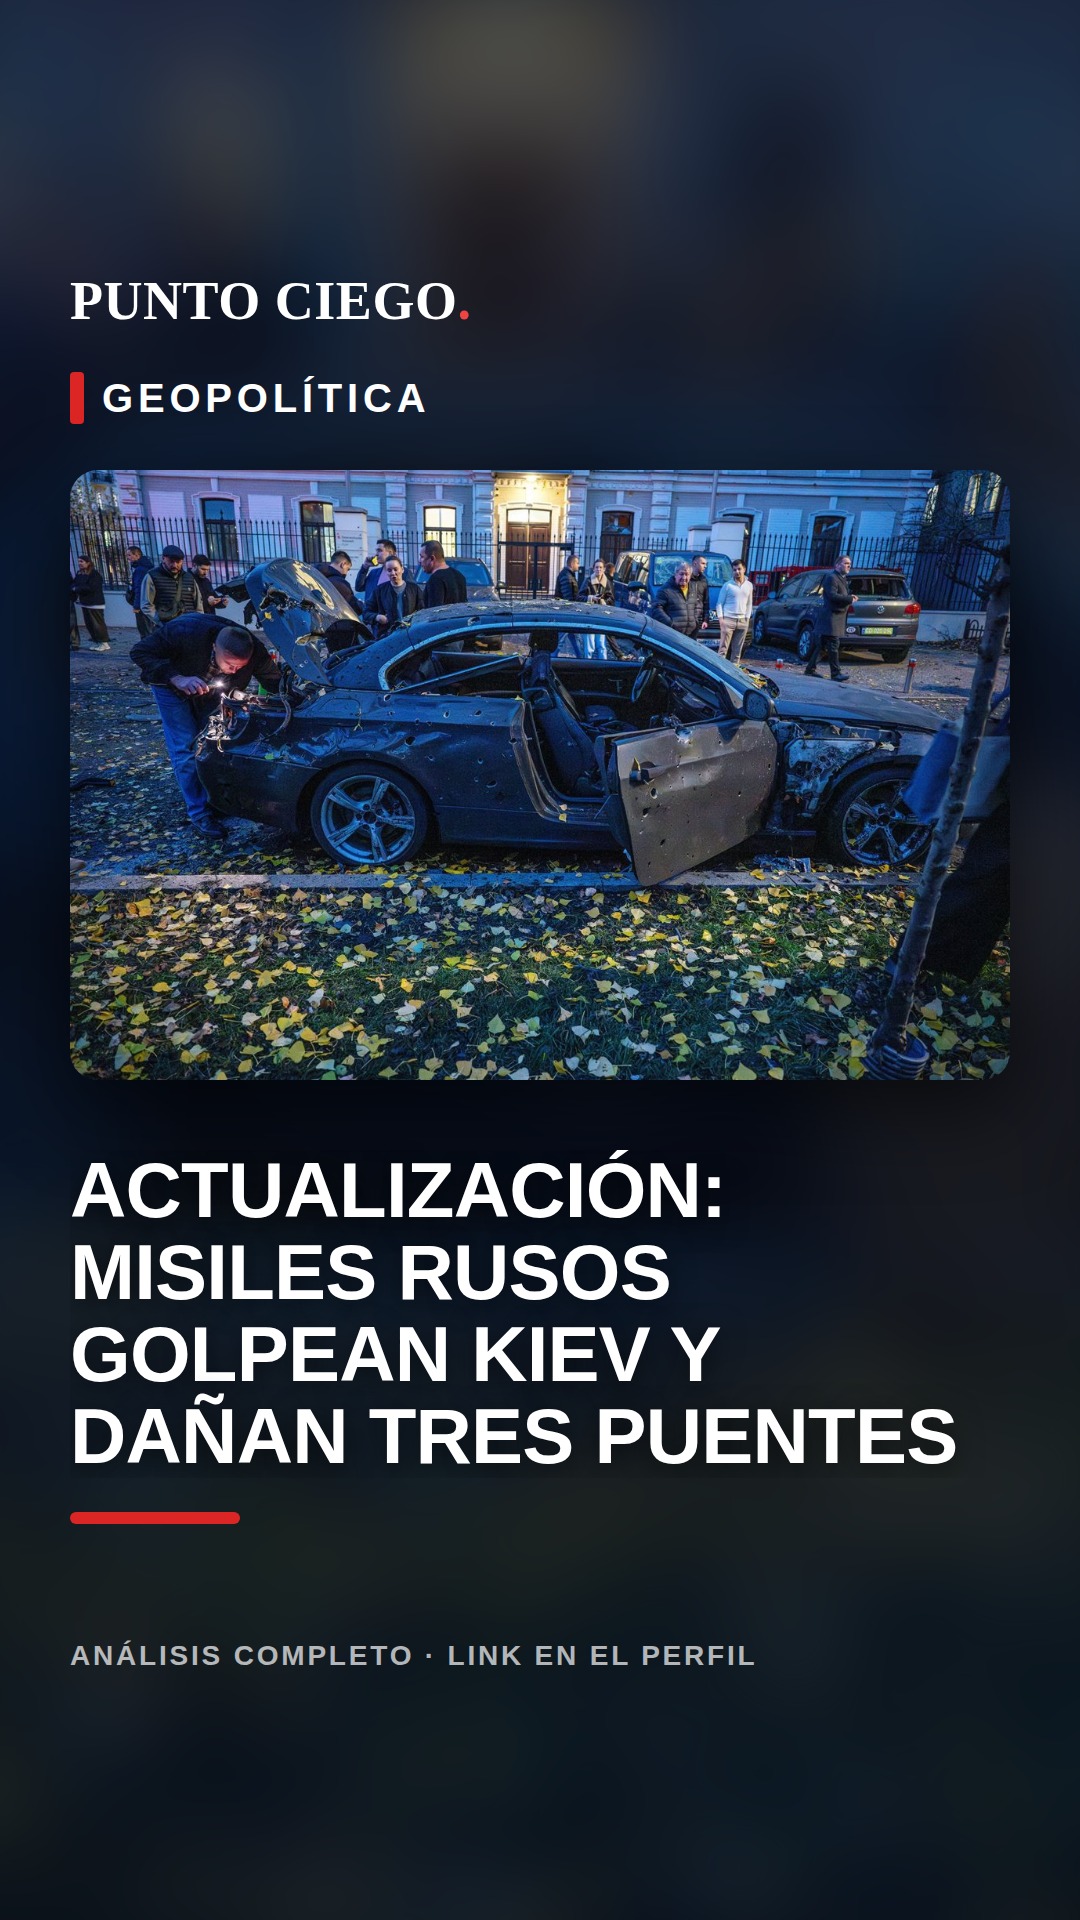 PUNTO CIEGO.
GEOPOLÍTICA
ACTUALIZACIÓN:
MISILES RUSOS
GOLPEAN KIEV Y
DAÑAN TRES PUENTES
ANÁLISIS COMPLETO · LINK EN EL PERFIL